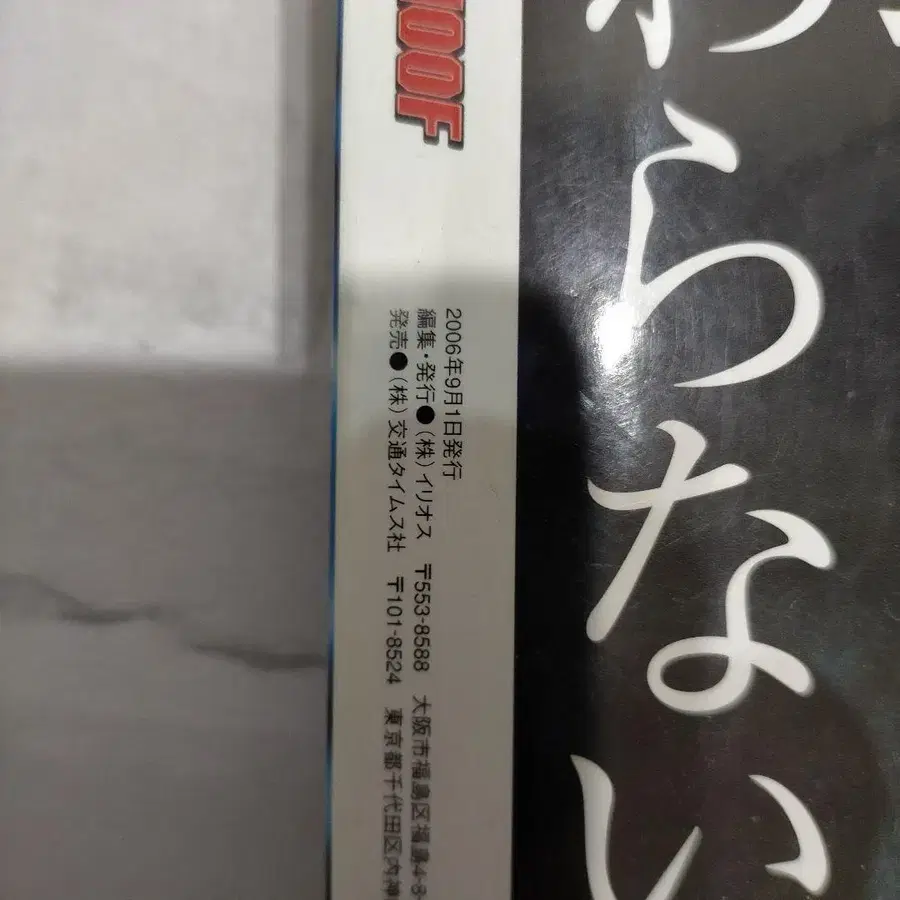 100F
2006年9月1日発行
編集・発行●(株)イリオス 〒553-8588 大阪市福島区福島4-8-
発売●(株)交通タイムス社 〒101-8524 東京都千代田区内神
わらない